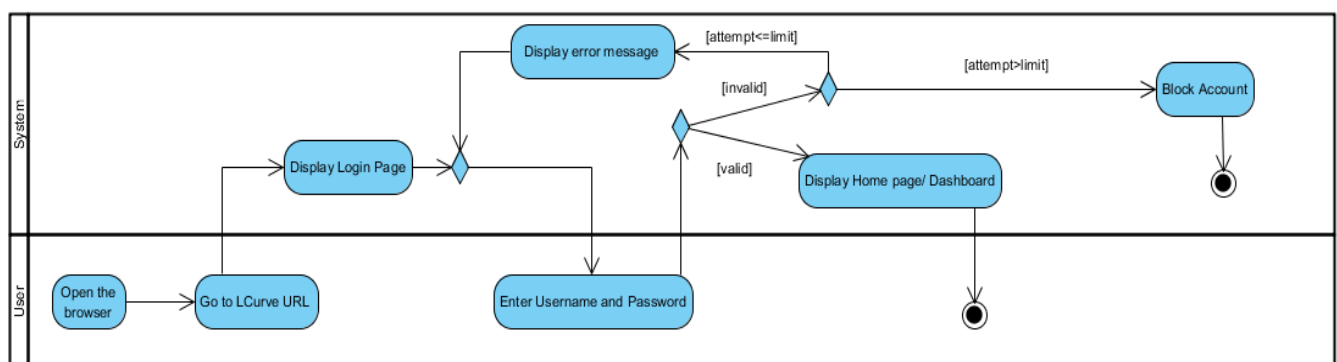 System
Display error message
[attempt<=limit]
[attempt>limit]
Block Account
[invalid]
[valid]
Display Login Page
Display Home page/ Dashboard
User
Open the
browser
Go to LCurve URL
Enter Username and Password